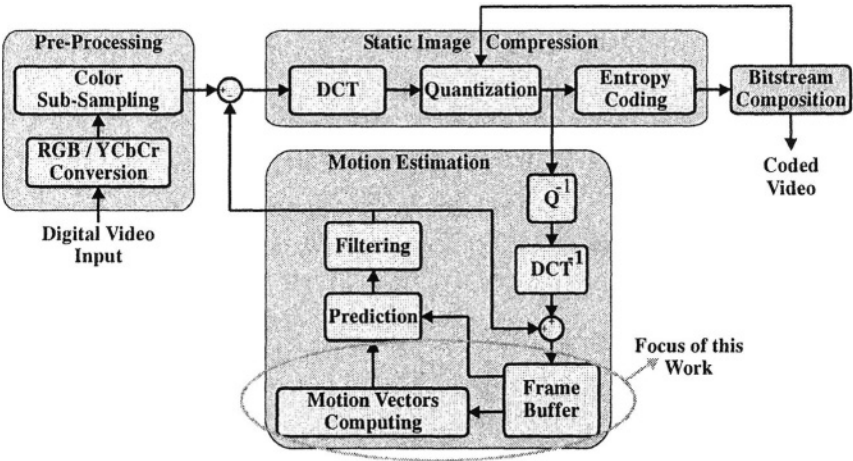 Pre-Processing
Color
Sub-Sampling
RGB / YCbCr
Conversion
Digital Video
Input
+
-
Static Image Compression
DCT
Quantization
Entropy
Coding
Bitstream
Composition
Coded
Video
Motion Estimation
Q-1
DCT-1
Filtering
Prediction
Motion Vectors
Computing
Frame
Buffer
Focus of this
Work